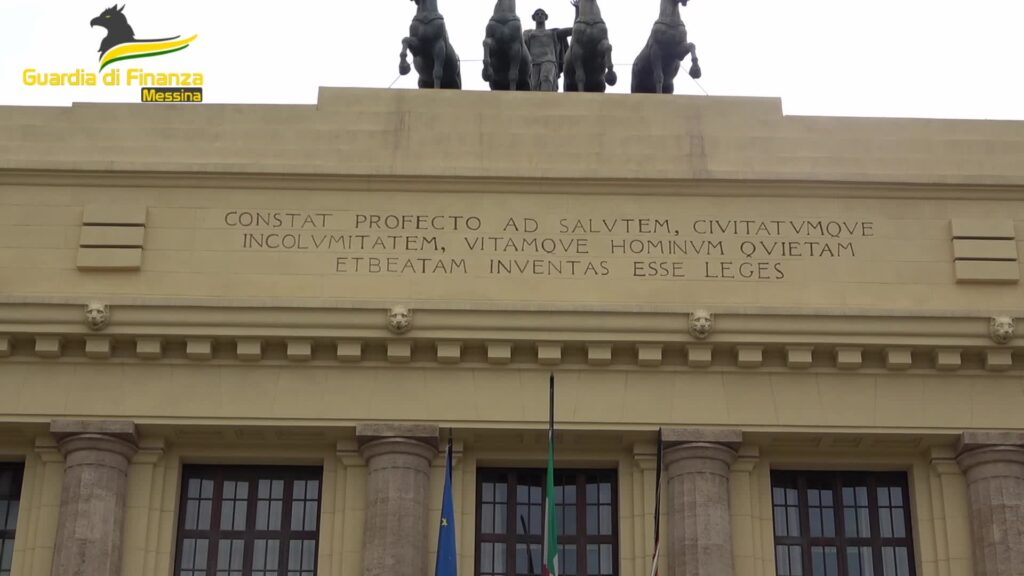 Guardia di Finanza
Messina
CONSTAT PROFECTO AD SALVTEM, CIVITATVMQVE
INCOLVMITATEM, VITAMQVE HOMINVM QVIETAM
ETBEATAM INVENTAS ESSE LEGES